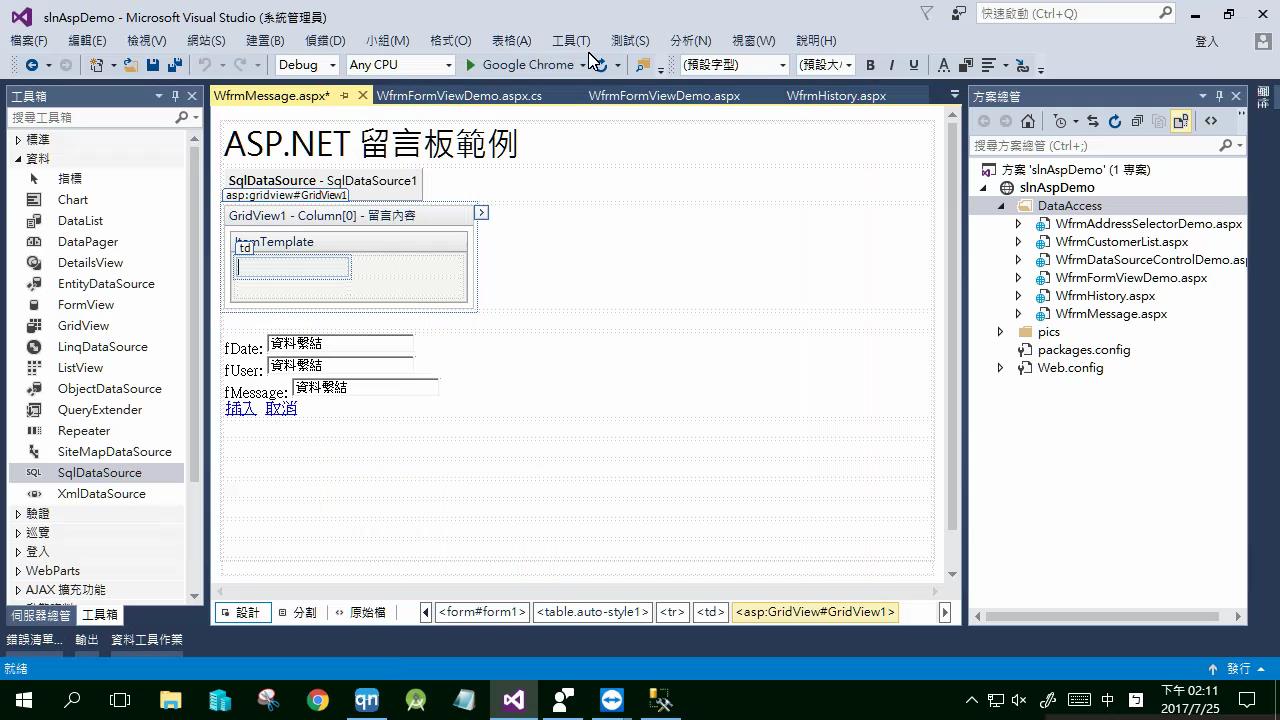 slnAspDemo - Microsoft Visual Studio (系統管理員)
快速啟動 (Ctrl+Q)
檔案(F) 編輯(E) 檢視(V) 網站(S) 建置(B) 偵錯(D) 小組(M) 格式(O) 表格(A) 工具(T) 測試(S) 分析(N) 視窗(W) 說明(H)
登入
Debug Any CPU Google Chrome (預設字型) (預設大 B I U A
工具箱
搜尋工具箱
標準
資料
指標
Chart
DataList
DataPager
DetailsView
EntityDataSource
FormView
GridView
LinqDataSource
ListView
ObjectDataSource
QueryExtender
Repeater
SiteMapDataSource
SQL SqlDataSource
XmlDataSource
驗證
巡覽
登入
WebParts
AJAX 擴充功能
伺服器總管 工具箱
WfrmMessage.aspx* WfrmFormViewDemo.aspx.cs WfrmFormViewDemo.aspx WfrmHistory.aspx
ASP.NET 留言板範例
SqlDataSource - SqlDataSource1
asp:gridview#GridView1
GridView1 - Column[0] - 留言內容
ItemTemplate
td
fDate: 資料繫結
fUser: 資料繫結
fMessage: 資料繫結
插入 取消
設計 分割 原始檔 <form#form1> <table.auto-style1> <tr> <td> <asp:GridView#GridView1>
方案總管
搜尋方案總管 (Ctrl+;)
方案 'slnAspDemo' (1 專案)
slnAspDemo
DataAccess
WfrmAddressSelectorDemo.aspx
WfrmCustomerList.aspx
WfrmDataSourceControlDemo.asp
WfrmFormViewDemo.aspx
WfrmHistory.aspx
WfrmMessage.aspx
pics
packages.config
Web.config
錯誤清單... 輸出 資料工具作業
就緒
發行
qn
中
下午 02:11
2017/7/25